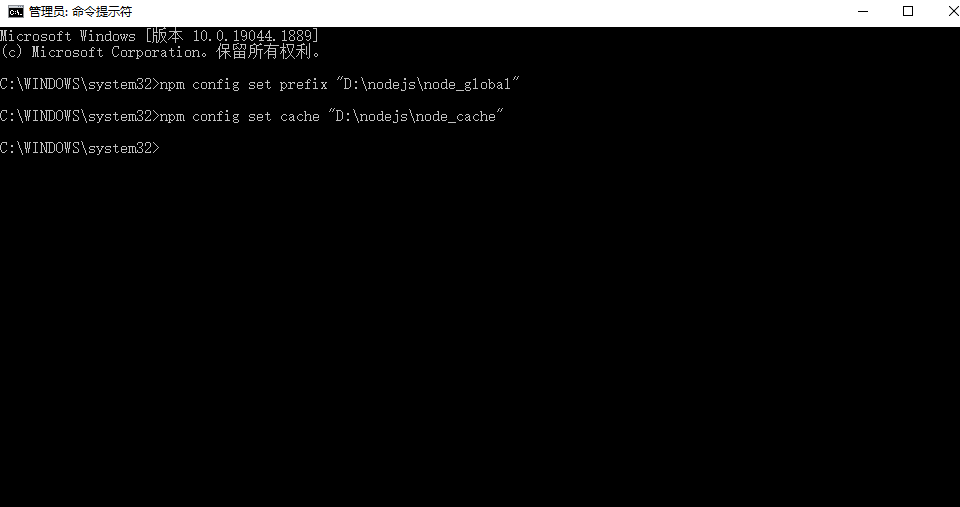 管理员: 命令提示符
Microsoft Windows [版本 10.0.19044.1889]
(c) Microsoft Corporation。保留所有权利。
C:\WINDOWS\system32>npm config set prefix "D:\nodejs\node_global"
C:\WINDOWS\system32>npm config set cache "D:\nodejs\node_cache"
C:\WINDOWS\system32>